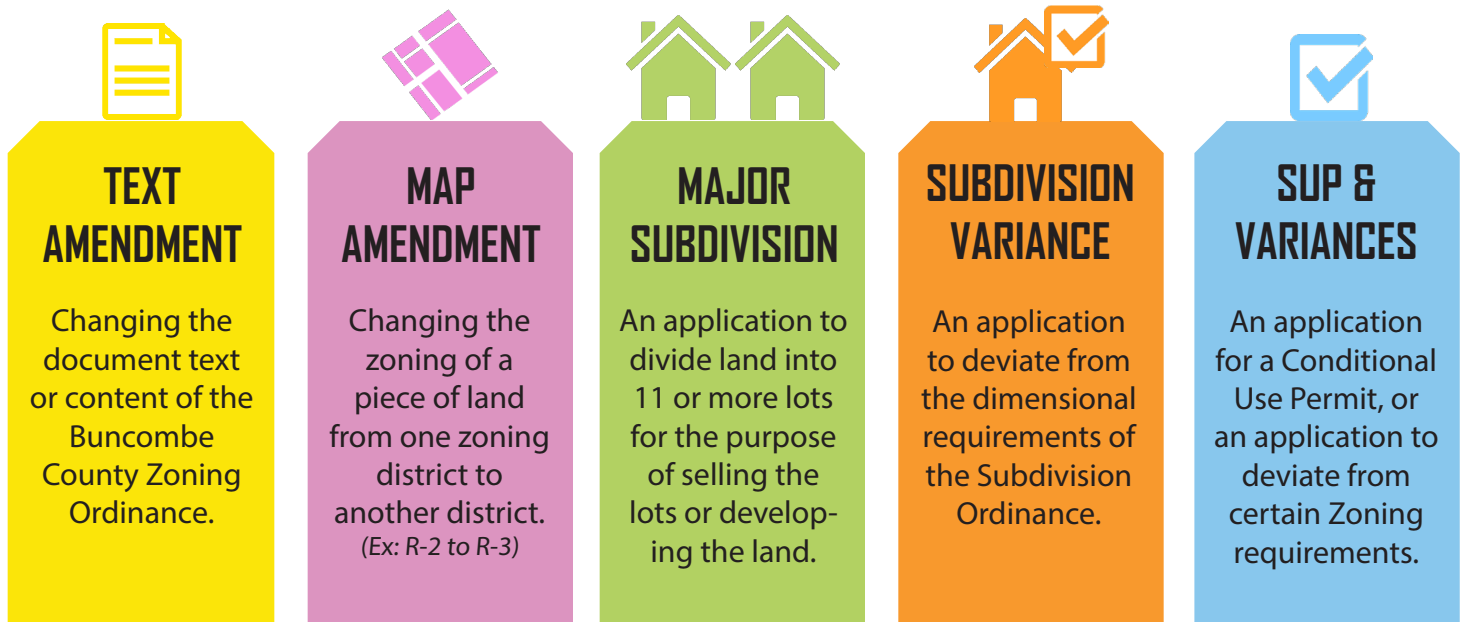 TEXT
AMENDMENT
Changing the
document text
or content of the
Buncombe
County Zoning
Ordinance.
MAP
AMENDMENT
Changing the
zoning of a
piece of land
from one zoning
district to
another district.
(Ex: R-2 to R-3)
MAJOR
SUBDIVISION
An application to
divide land into
11 or more lots
for the purpose
of selling the
lots or develop-
ing the land.
SUBDIVISION
VARIANCE
An application
to deviate from
the dimensional
requirements of
the Subdivision
Ordinance.
SUP &
VARIANCES
An application
for a Conditional
Use Permit, or
an application to
deviate from
certain Zoning
requirements.